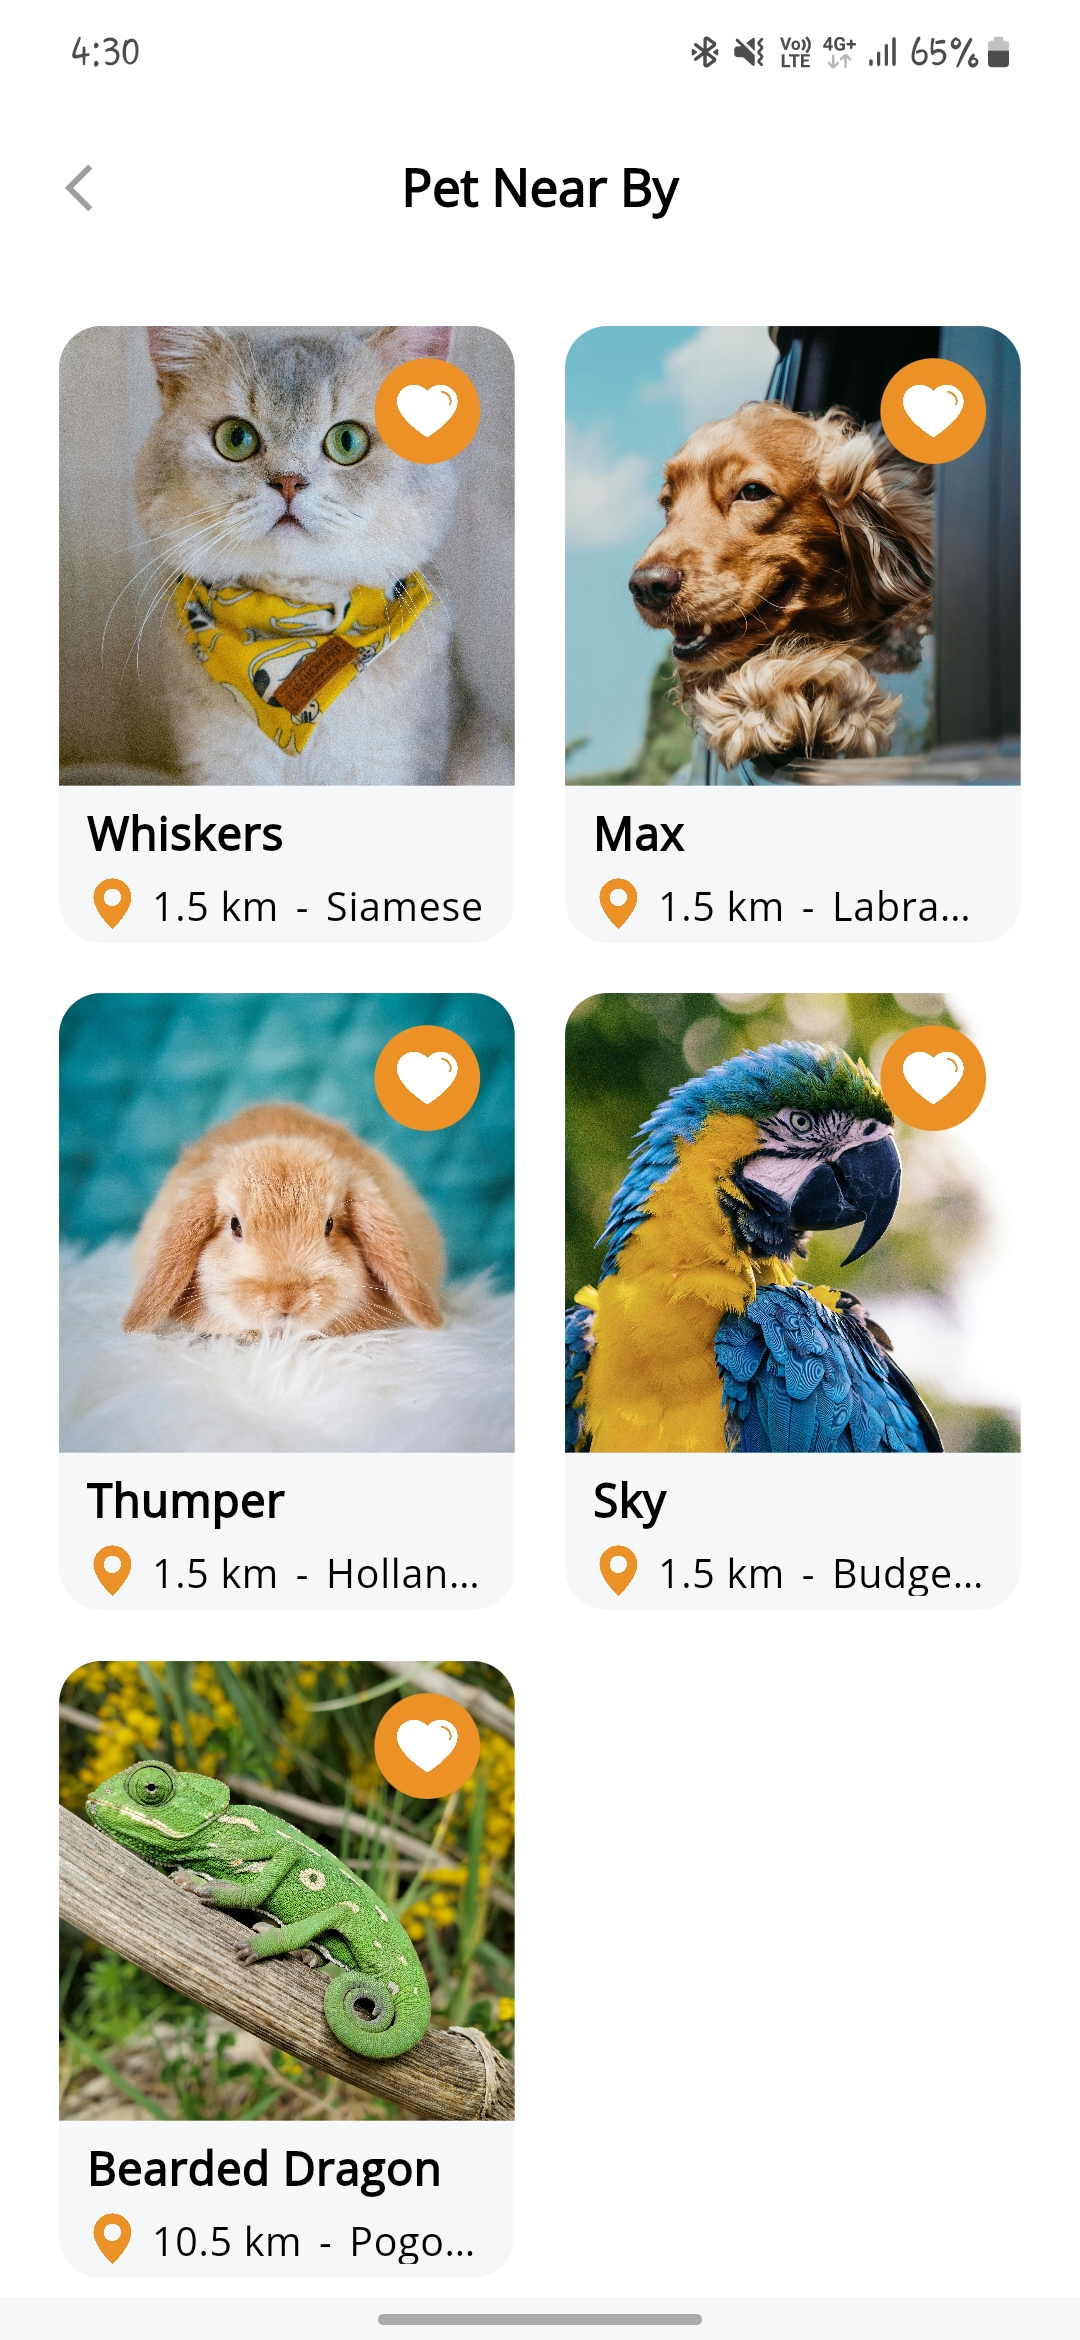 4:30 Vo)) LTE 4G+ 65%
Pet Near By
Whiskers
1.5 km - Siamese
Max
1.5 km - Labra...
Thumper
1.5 km - Hollan...
Sky
1.5 km - Budge...
Bearded Dragon
10.5 km - Pogo...